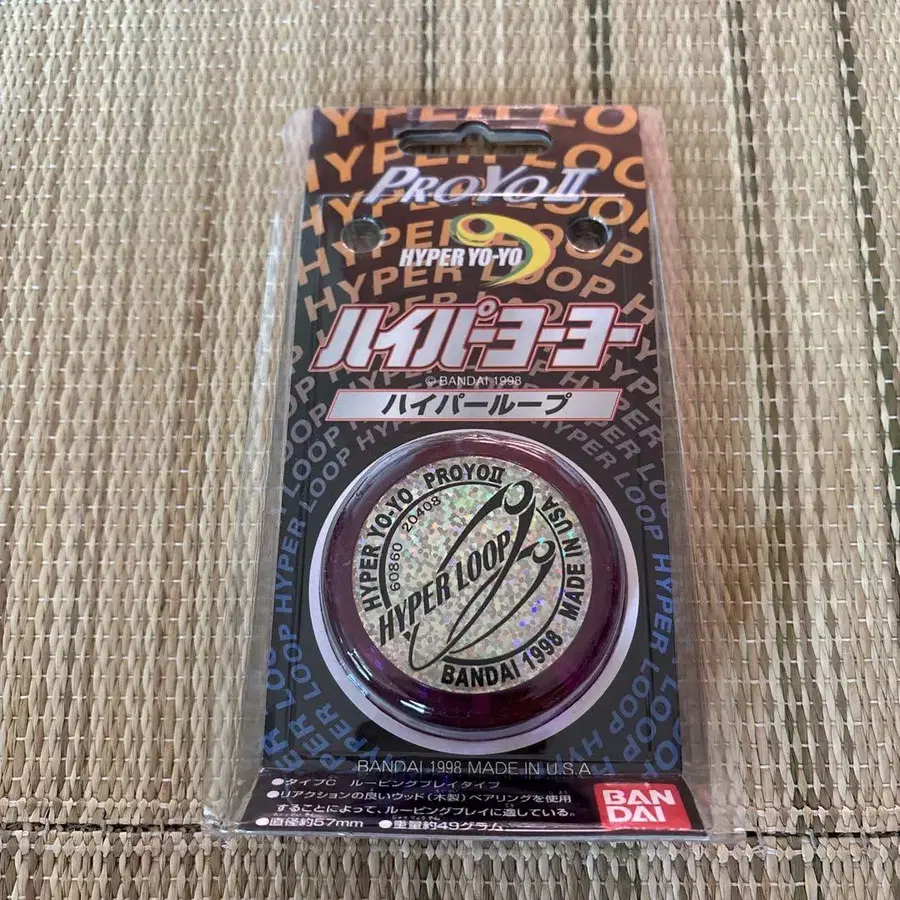 HYPER LOOP
PROYO II
HYPER YO-YO
ハイパーヨーヨー
© BANDAI 1998
ハイパーループ
HYPER YO-YO PROYOII
60860 20408
HYPER LOOP
MADE IN USA
BANDAI 1998
BANDAI 1998 MADE IN U.S.A
●タイプC ルーピングプレイタイプ
●リアクションの良いウッド(木製)ベアリングを使用
することによって、ルーピングプレイに適している。
●直径約57mm ●重量約49グラム
BAN
DAI